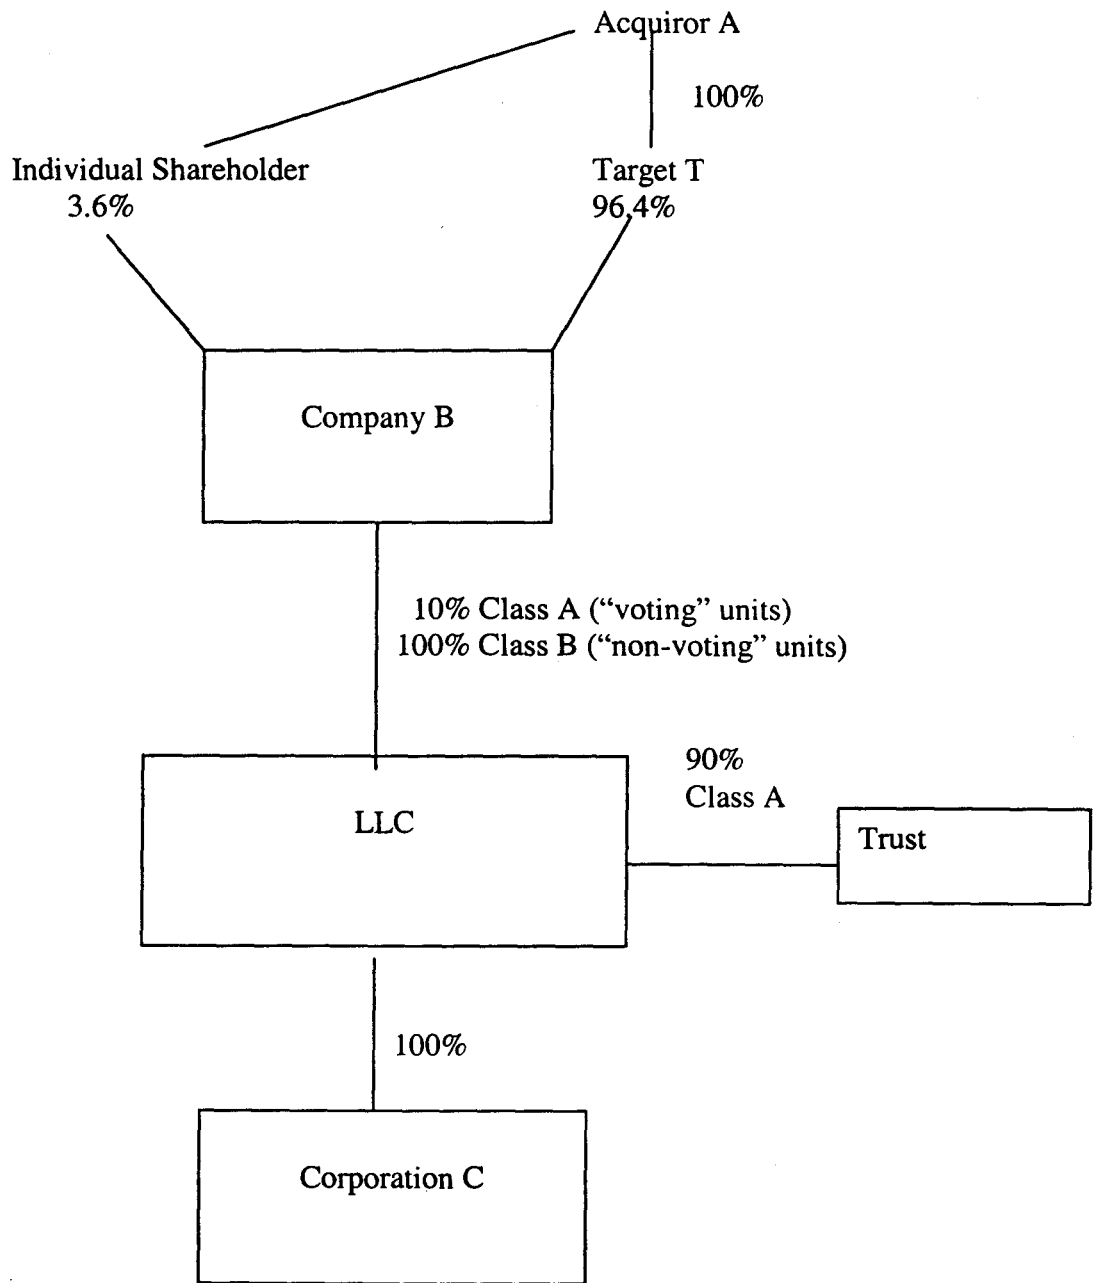 Acquiror A
100%
Individual Shareholder
3.6%
Target T
96.4%
Company B
10% Class A (“voting” units)
100% Class B (“non-voting” units)
90%
Class A
LLC
Trust
100%
Corporation C